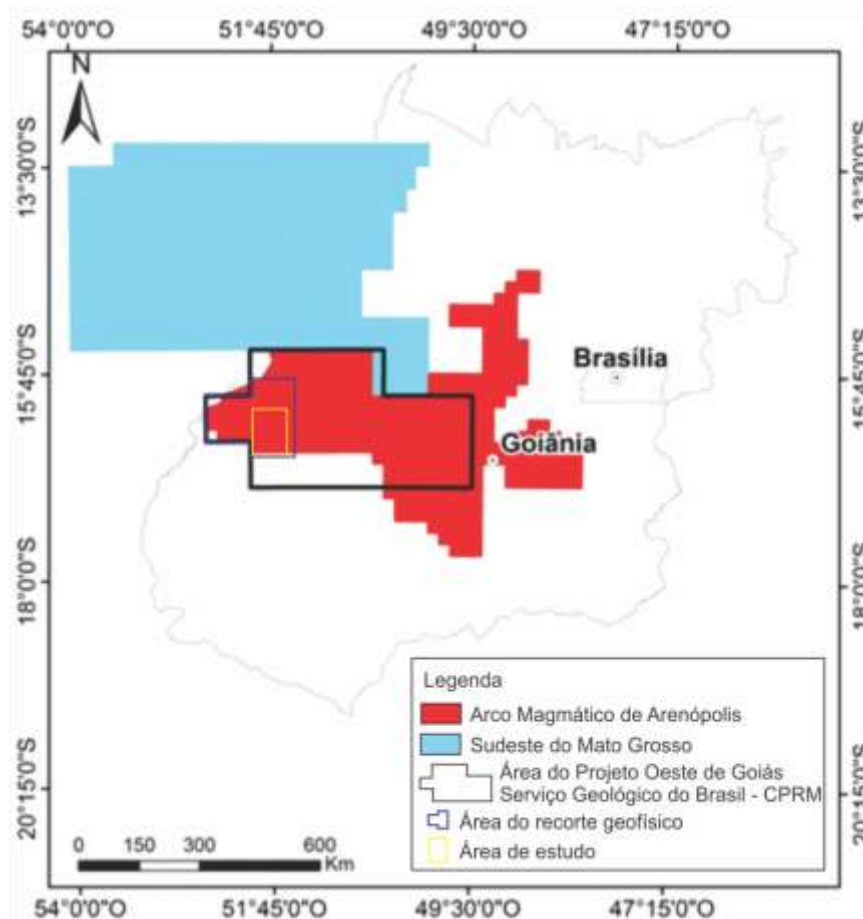 54°0'0"O 51°45'0"O 49°30'0"O 47°15'0"O
N
13°30'0"S
13°30'0"S
15°45'0"S
15°45'0"S
Brasília
Goiânia
18°0'0"S
18°0'0"S
20°15'0"S
20°15'0"S
Legenda
Arco Magmático de Arenópolis
Sudeste do Mato Grosso
Área do Projeto Oeste de Goiás
Serviço Geológico do Brasil - CPRM
Área do recorte geofísico
Área de estudo
0 150 300 600
Km
54°0'0"O 51°45'0"O 49°30'0"O 47°15'0"O